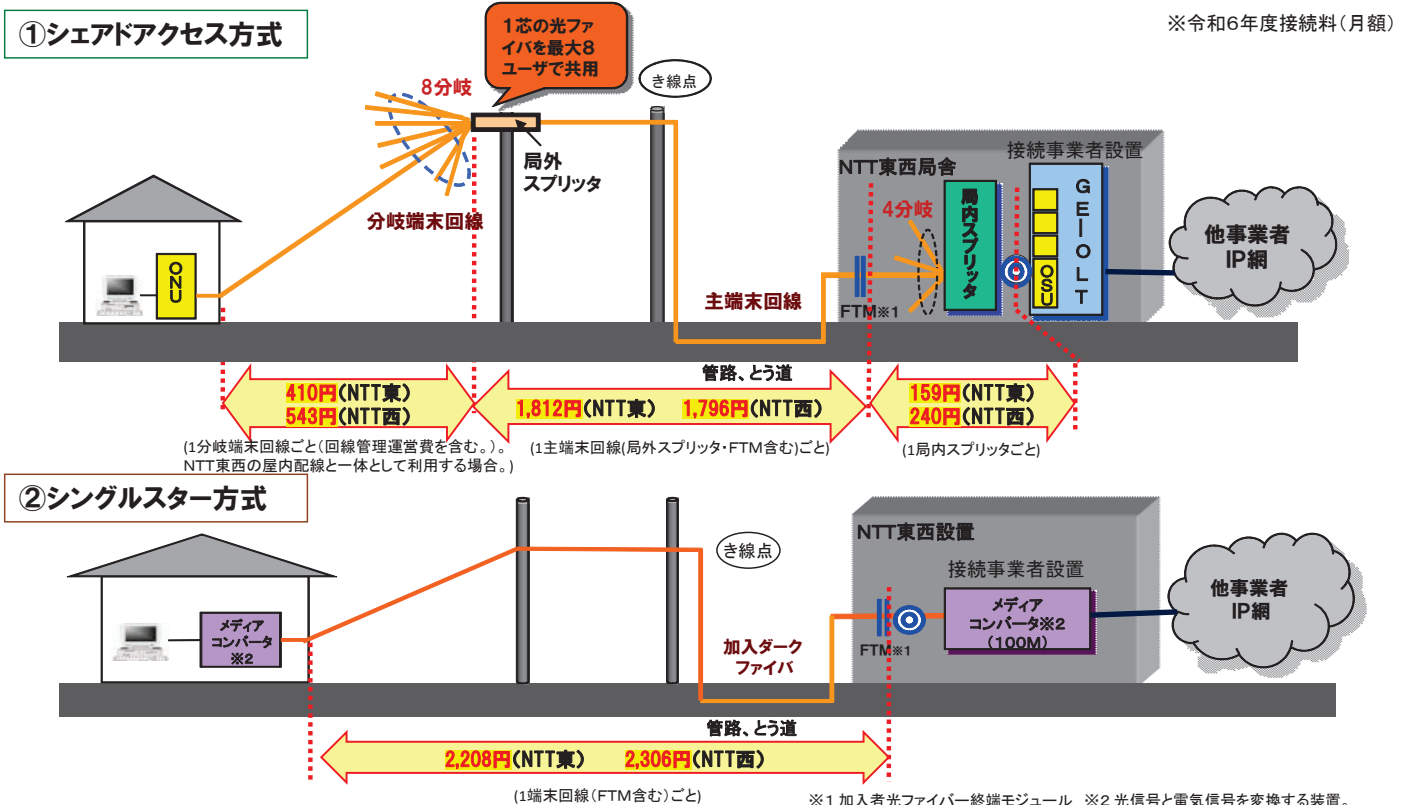 ①シェアドアクセス方式
※令和6年度接続料(月額)
1芯の光ファ
イバを最大8
ユーザで共用
き線点
8分岐
局外
スプリッタ
分岐端末回線
ONU
主端末回線
NTT東西局舎
接続事業者設置
4分岐
局内スプリッタ
GE-OLT
OSU
FTM※1
他事業者
IP網
管路、とう道
410円(NTT東)
543円(NTT西)
1,812円(NTT東) 1,796円(NTT西)
159円(NTT東)
240円(NTT西)
(1分岐端末回線ごと(回線管理運営費を含む。)。
NTT東西の屋内配線と一体として利用する場合。)
(1主端末回線(局外スプリッタ・FTM含む)ごと)
(1局内スプリッタごと)
②シングルスター方式
き線点
メディア
コンバータ
※2
加入ダーク
ファイバ
NTT東西設置
接続事業者設置
メディア
コンバータ※2
(100M)
FTM※1
他事業者
IP網
管路、とう道
2,208円(NTT東) 2,306円(NTT西)
(1端末回線(FTM含む)ごと)
※1 加入者光ファイバー終端モジュール ※2 光信号と電気信号を変換する装置。